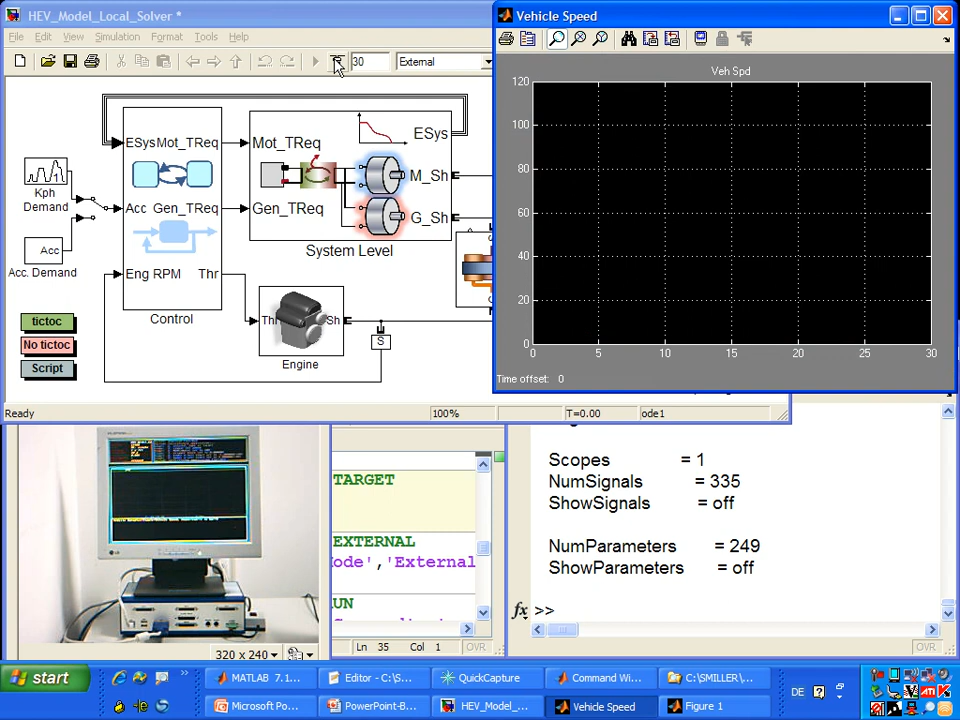 HEV_Model_Local_Solver *
File Edit View Simulation Format Tools Help
30 External
ESys Mot_TReq
Acc Gen_TReq
Eng RPM Thr
Control
Kph
Demand
Acc
Acc. Demand
Mot_TReq
Gen_TReq
ESys
M_Sh
G_Sh
System Level
Thr Sh
Engine
S
tictoc
No tictoc
Script
Ready 100% T=0.00 ode1
Vehicle Speed
Veh Spd
120
100
80
60
40
20
0
0 5 10 15 20 25 30
Time offset: 0
320 x 240
TARGET
EXTERNAL
ode','External
UN
Ln 35 Col 1 OVR
Scopes = 1
NumSignals = 335
ShowSignals = off
NumParameters = 249
ShowParameters = off
fx >>
OVR
start
MATLAB 7.1...
Editor - C:\S...
QuickCapture
Command Wi...
C:\SMILLER\...
Microsoft Po...
PowerPoint-B...
HEV_Model_...
Vehicle Speed
Figure 1
DE